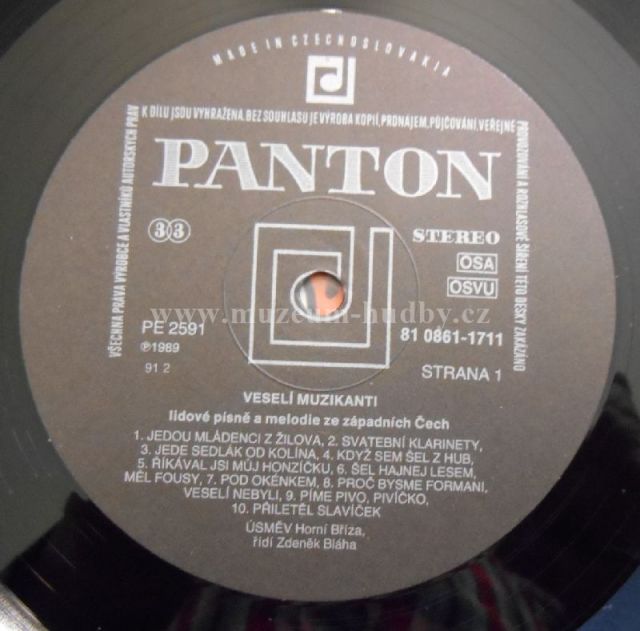 MADE IN CZECHOSLOVAKIA
VŠECHNA PRÁVA VÝROBCE A VLASTNÍKŮ AUTORSKÝCH PRÁV
K DÍLU JSOU VYHRAŽENA. BEZ SOUHLASU JE VÝROBA KOPIÍ, PRONÁJEM, PŮJČOVÁNÍ, VEŘEJNÉ
PROVOZOVÁNÍ A ROZHLASOVÉ ŠÍŘENÍ TÉTO DESKY ZAKÁZÁNO
PANTON
33
STEREO
OSA
OSVU
www.muzeum-hudby.cz
PE 2591
81 0861-1711
Ⓟ1989
91 2
STRANA 1
VESELÍ MUZIKANTI
lidové písně a melodie ze západních Čech
1. JEDOU MLÁDENCI Z ŽILOVA, 2. SVATEBNÍ KLARINETY,
3. JEDE SEDLÁK OD KOLÍNA, 4. KDYŽ SEM ŠEL Z HUB,
5. ŘÍKÁVAL JSI MŮJ HONZÍČKU, 6. ŠEL HAJNEJ LESEM,
MĚL FOUSY, 7. POD OKÉNKEM, 8. PROČ BYSME FORMANI,
VESELÍ NEBYLI, 9. PÍME PIVO, PIVÍČKO,
10. PŘILETĚL SLAVÍČEK
ÚSMĚV Horní Bříza,
řídí Zdeněk Bláha